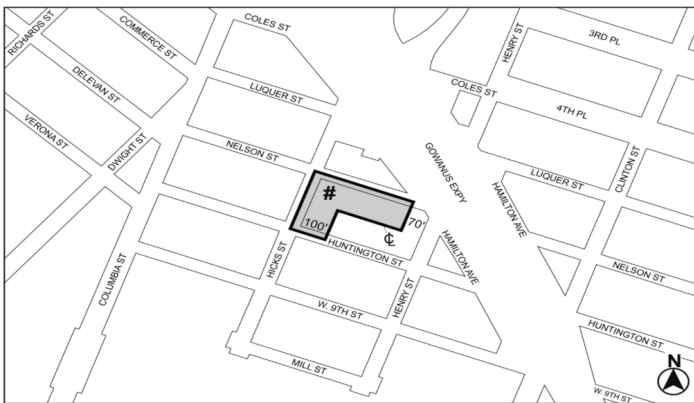 RICHARDS ST
COMMERCE ST
COLES ST
HENRY ST
3RD PL
DELEVAN ST
LUQUER ST
COLES ST
4TH PL
VERONA ST
DWIGHT ST
NELSON ST
GOWANUS EXPY
HAMILTON AVE
LUQUER ST
CLINTON ST
#
100'
70'
℄
COLUMBIA ST
HICKS ST
HUNTINGTON ST
HENRY ST
HAMILTON AVE
NELSON ST
W. 9TH ST
HUNTINGTON ST
MILL ST
W. 9TH ST
N